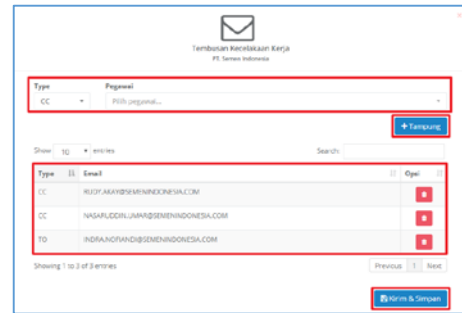 ×
Tembusan Kecelakaan Kerja
PT. Semen Indonesia
Type Pegawai
CC Pilih pegawai...
+ Tampung
Show 10 entries Search:
Type Email Opsi
CC RUDY.AKAY@SEMENINDONESIA.COM
CC NASARUDDIN.UMAR@SEMENINDONESIA.COM
TO INDRA.NOFIANDI@SEMENINDONESIA.COM
Showing 1 to 3 of 3 entries Previous 1 Next
Kirim & Simpan